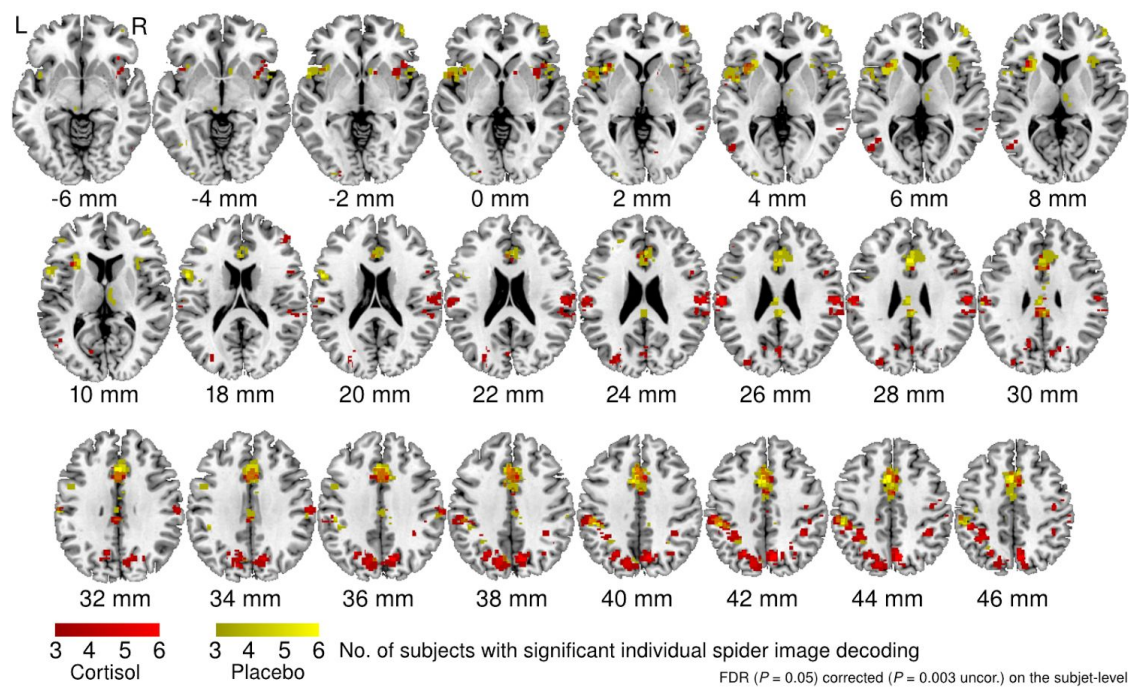 L R
-6 mm -4 mm -2 mm 0 mm 2 mm 4 mm 6 mm 8 mm
10 mm 18 mm 20 mm 22 mm 24 mm 26 mm 28 mm 30 mm
32 mm 34 mm 36 mm 38 mm 40 mm 42 mm 44 mm 46 mm
3 4 5 6 3 4 5 6 No. of subjects with significant individual spider image decoding
Cortisol Placebo
FDR (P = 0.05) corrected (P = 0.003 uncor.) on the subjet-level